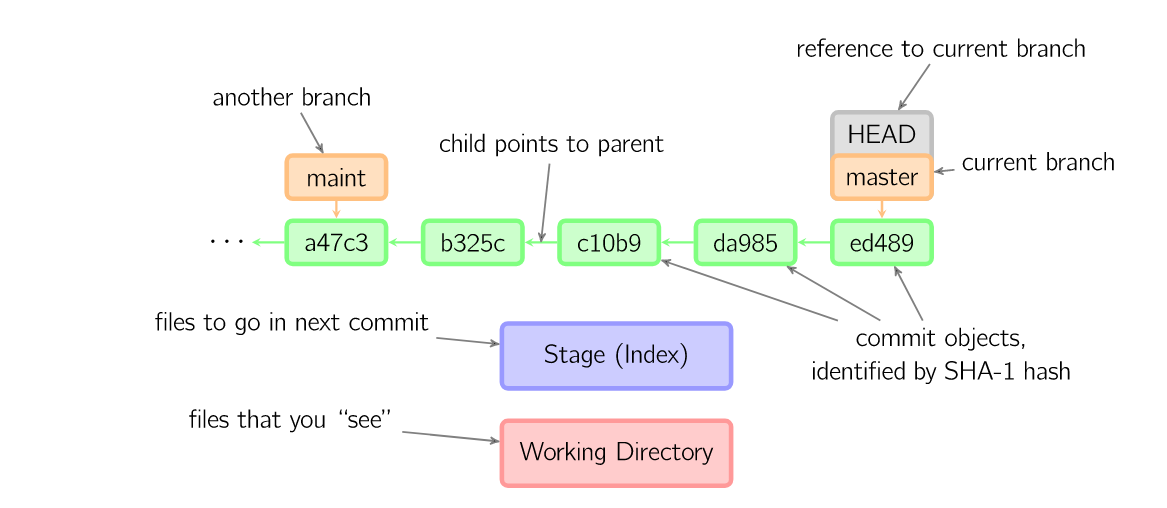 reference to current branch
another branch
HEAD
child points to parent
current branch
maint
master
... a47c3 b325c c10b9 da985 ed489
files to go in next commit
commit objects,
Stage (Index)
identified by SHA-1 hash
files that you “see”
Working Directory